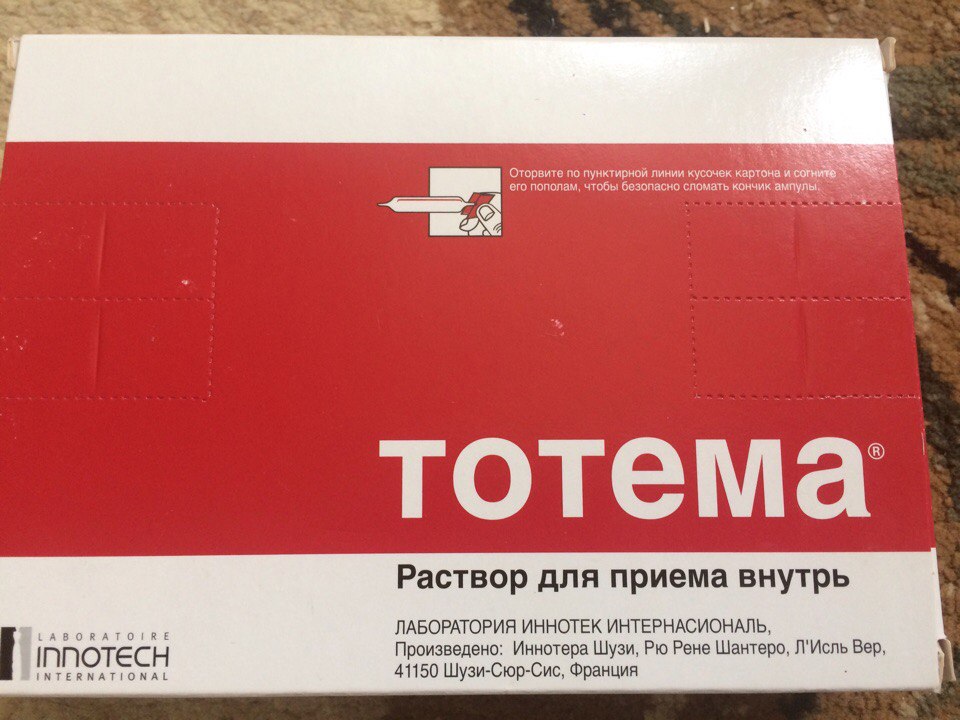 Оторвите по пунктирной линии кусочек картона и согните
его пополам, чтобы безопасно сломать кончик ампулы.
тотема®
Раствор для приема внутрь
ЛАБОРАТОРИЯ ИННОТЕК ИНТЕРНАСИОНАЛЬ,
Произведено: Иннотера Шузи, Рю Рене Шантеро, Л'Исль Вер,
41150 Шузи-Сюр-Сис, Франция
LABORATOIRE
INNOTECH
INTERNATIONAL